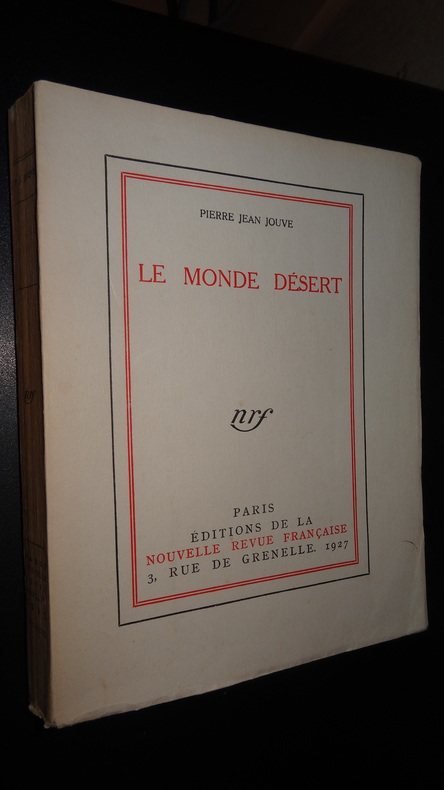 PIERRE JEAN JOUVE
LE MONDE DÉSERT
nrf
PARIS
ÉDITIONS DE LA
NOUVELLE REVUE FRANÇAISE
3, RUE DE GRENELLE. 1927
nrf